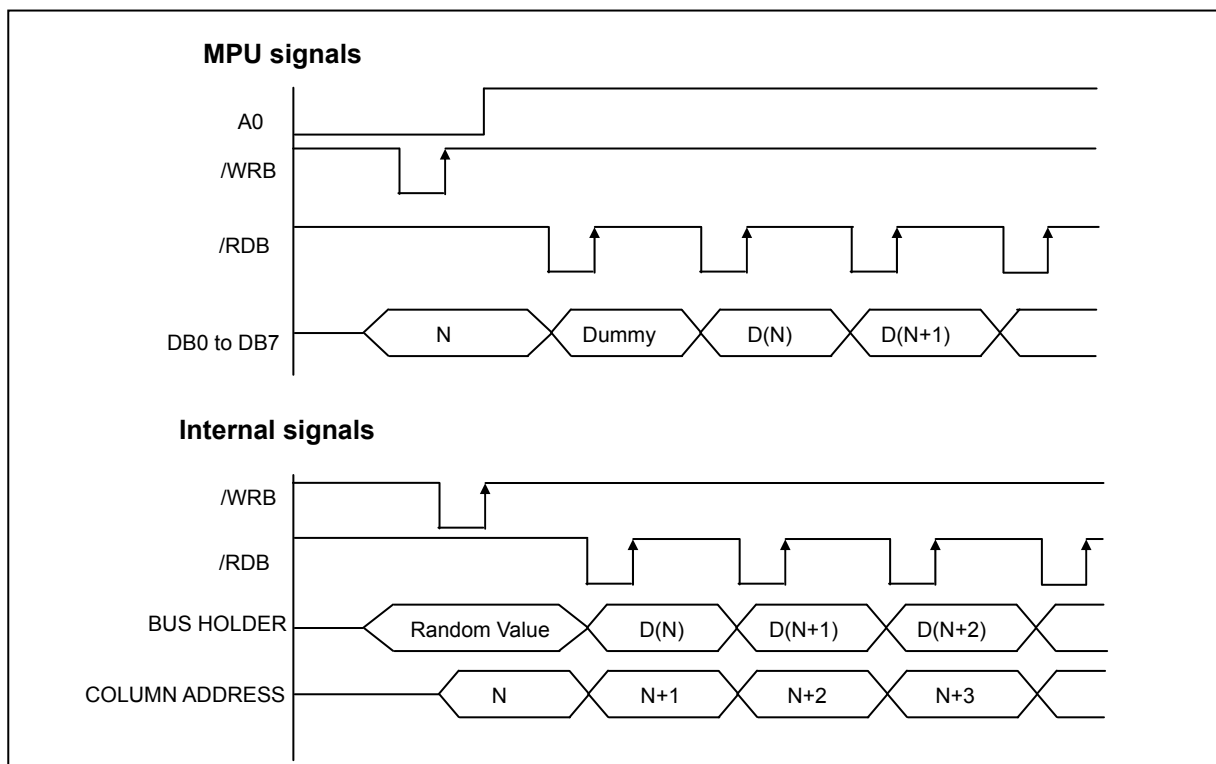 MPU signals
A0
/WRB
/RDB
DB0 to DB7 N Dummy D(N) D(N+1)
Internal signals
/WRB
/RDB
BUS HOLDER Random Value D(N) D(N+1) D(N+2)
COLUMN ADDRESS N N+1 N+2 N+3